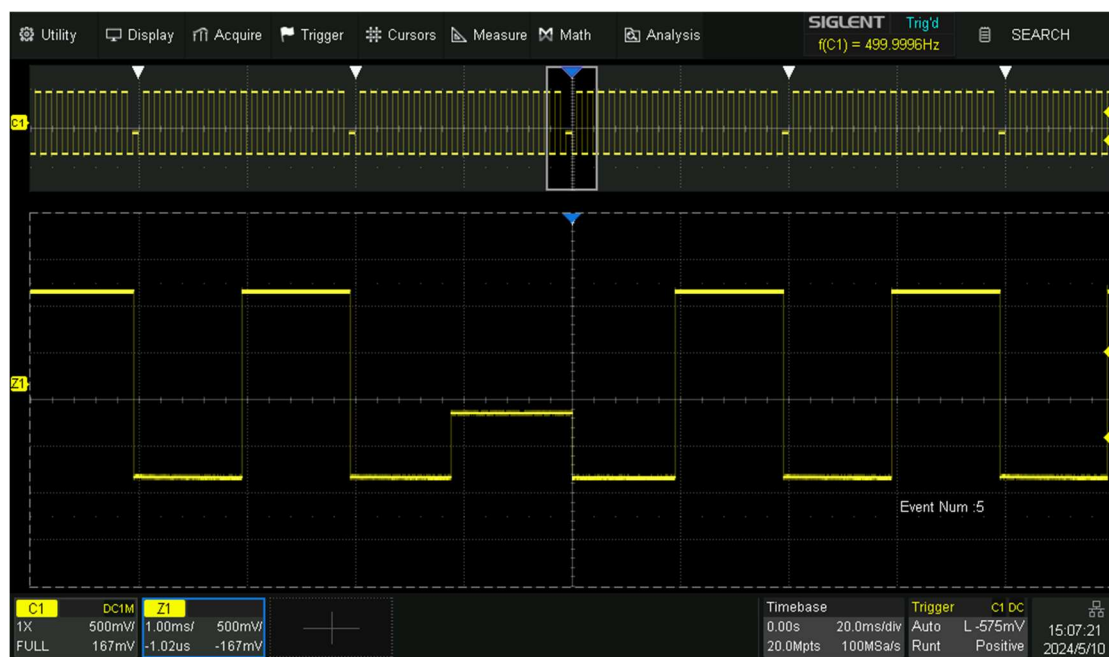 Utility Display Acquire Trigger Cursors Measure Math Analysis SIGLENT Trig'd SEARCH
f(C1) = 499.9996Hz
C1
Z1
Event Num :5
C1 DC1M Z1 Timebase Trigger C1 DC
1X 500mV/ 1.00ms/ 500mV/ 0.00s 20.0ms/div Auto L -575mV 15:07:21
FULL 167mV -1.02us -167mV 20.0Mpts 100MSa/s Runt Positive 2024/5/10